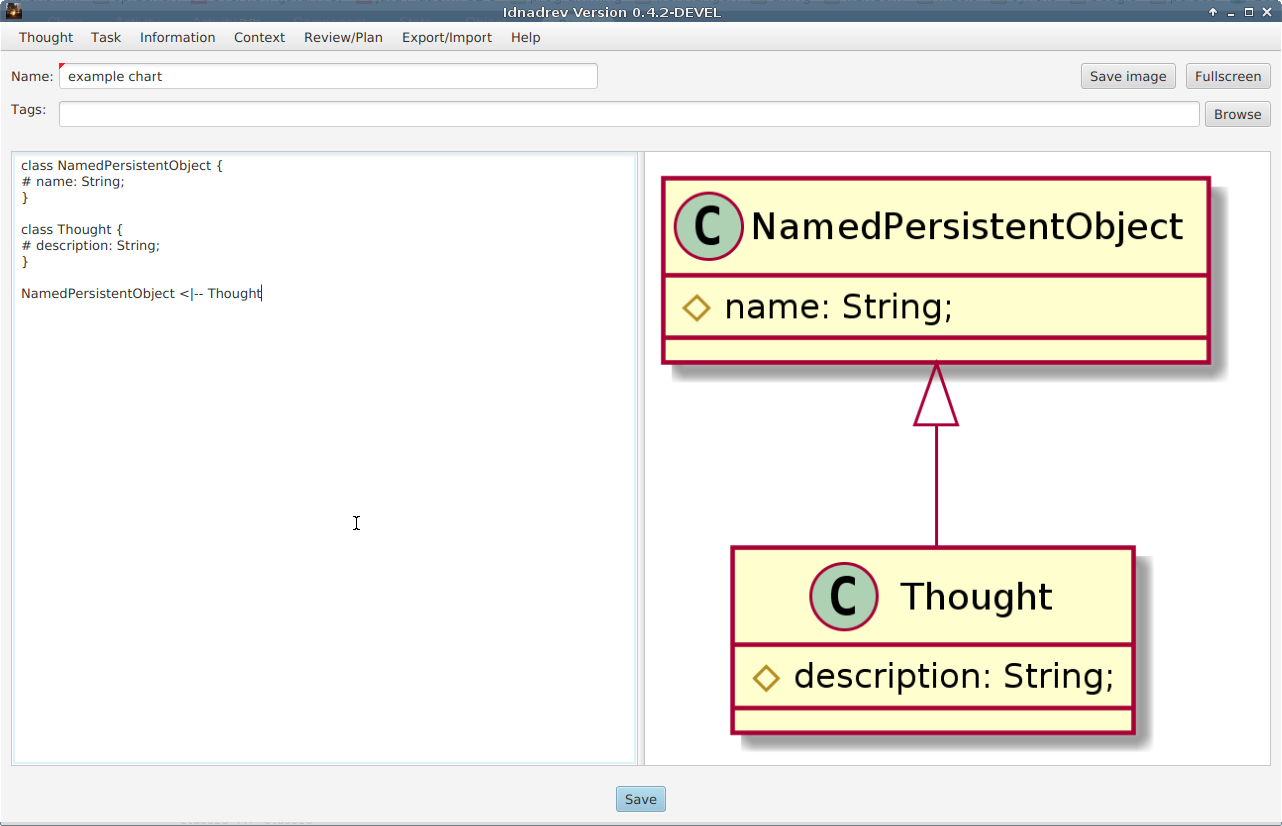 Idnadrev Version 0.4.2-DEVEL
Thought Task Information Context Review/Plan Export/Import Help
Name: example chart Save image Fullscreen
Tags: Browse
class NamedPersistentObject {
# name: String;
}
class Thought {
# description: String;
}
NamedPersistentObject <|-- Thought
C NamedPersistentObject
name: String;
C Thought
description: String;
Save